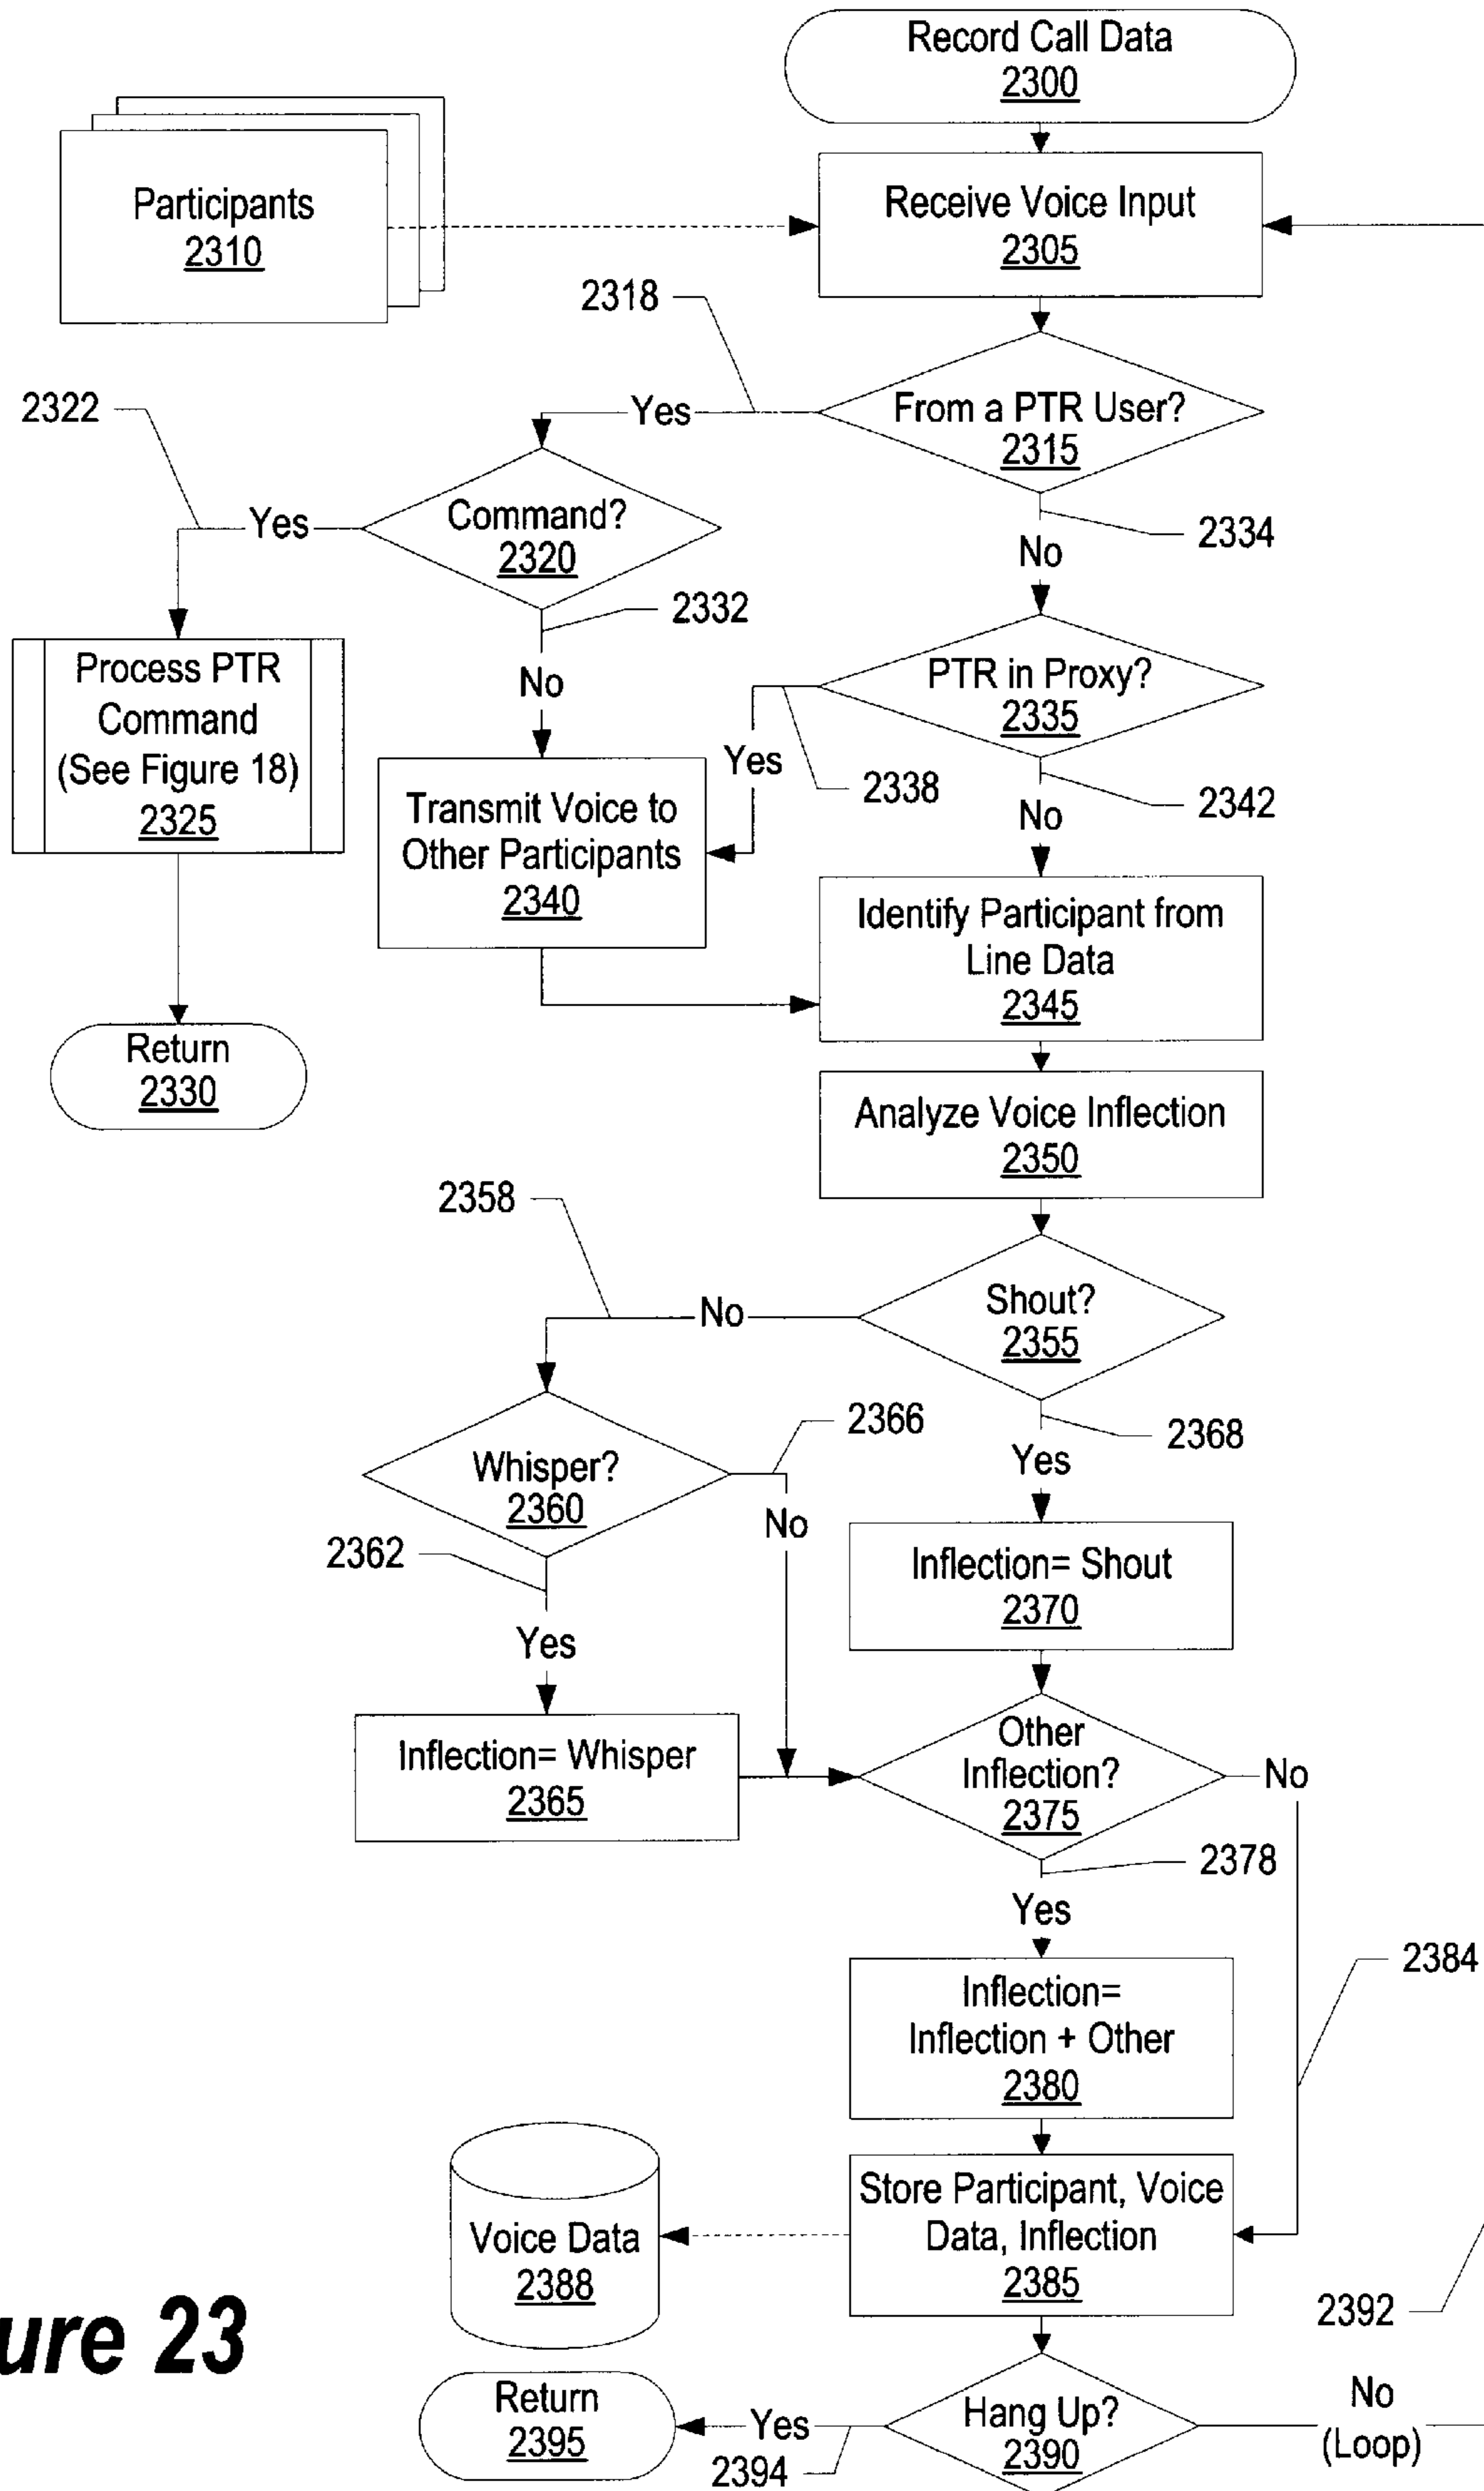 Record Call Data
2300
Participants
2310
Receive Voice Input
2305
2318
From a PTR User?
2315
Yes
2322
Command?
2320
Yes
2334
No
2332
No
Process PTR
Command
(See Figure 18)
2325
PTR in Proxy?
2335
Yes
2338
2342
No
Transmit Voice to
Other Participants
2340
Identify Participant from
Line Data
2345
Return
2330
Analyze Voice Inflection
2350
2358
Shout?
2355
No
2366
2368
Yes
Whisper?
2360
No
2362
Yes
Inflection= Shout
2370
Inflection= Whisper
2365
Other
Inflection?
2375
No
2378
Yes
2384
Inflection=
Inflection + Other
2380
Store Participant, Voice
Data, Inflection
2385
Voice Data
2388
2392
ure 23
Hang Up?
2390
Yes
2394
No
(Loop)
Return
2395